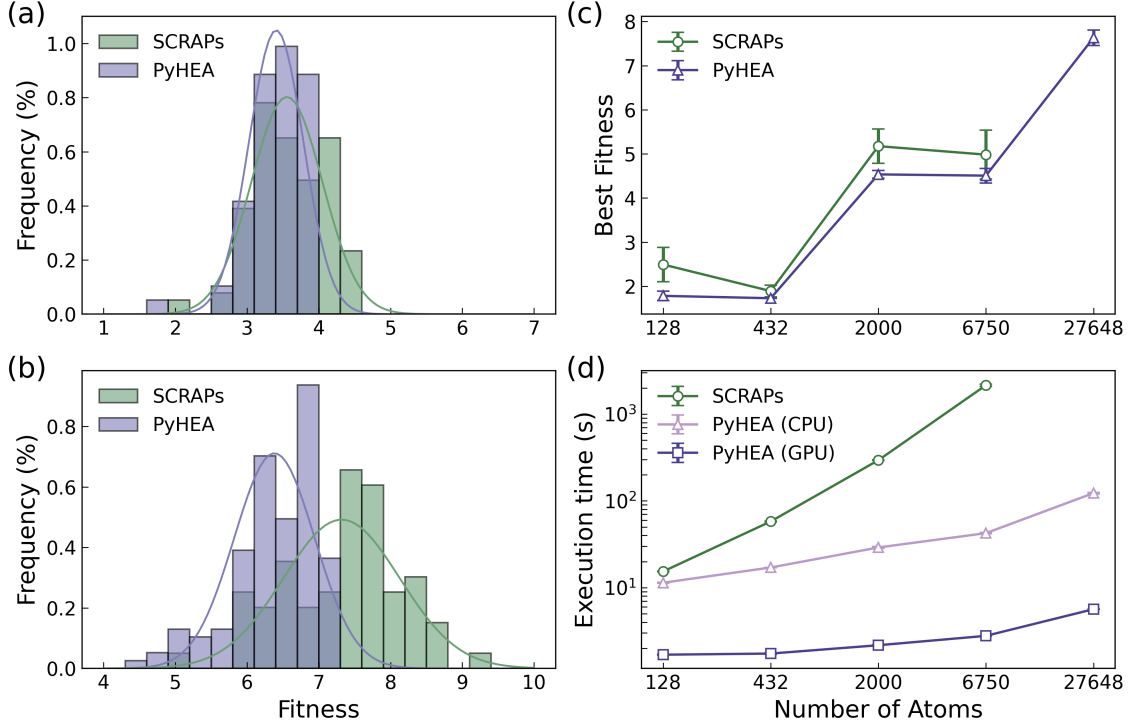 (a)
SCRAPs
PyHEA
Frequency (%)
1.0
0.8
0.6
0.4
0.2
0.0
1 2 3 4 5 6 7
(b)
SCRAPs
PyHEA
Frequency (%)
0.8
0.6
0.4
0.2
0.0
4 5 6 7 8 9 10
Fitness
(c)
SCRAPs
PyHEA
Best Fitness
8
7
6
5
4
3
2
128 432 2000 6750 27648
(d)
SCRAPs
PyHEA (CPU)
PyHEA (GPU)
Execution time (s)
10³
10²
10¹
128 432 2000 6750 27648
Number of Atoms